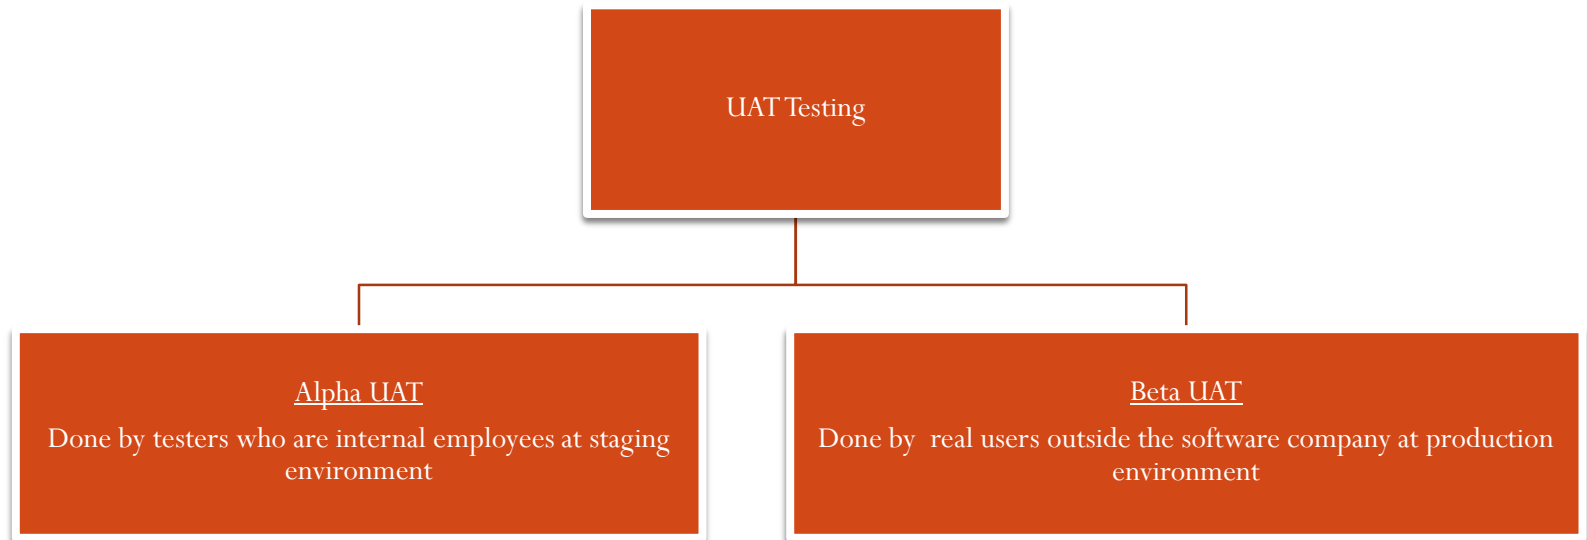 UAT Testing
Alpha UAT
Done by testers who are internal employees at staging
environment
Beta UAT
Done by  real users outside the software company at production
environment